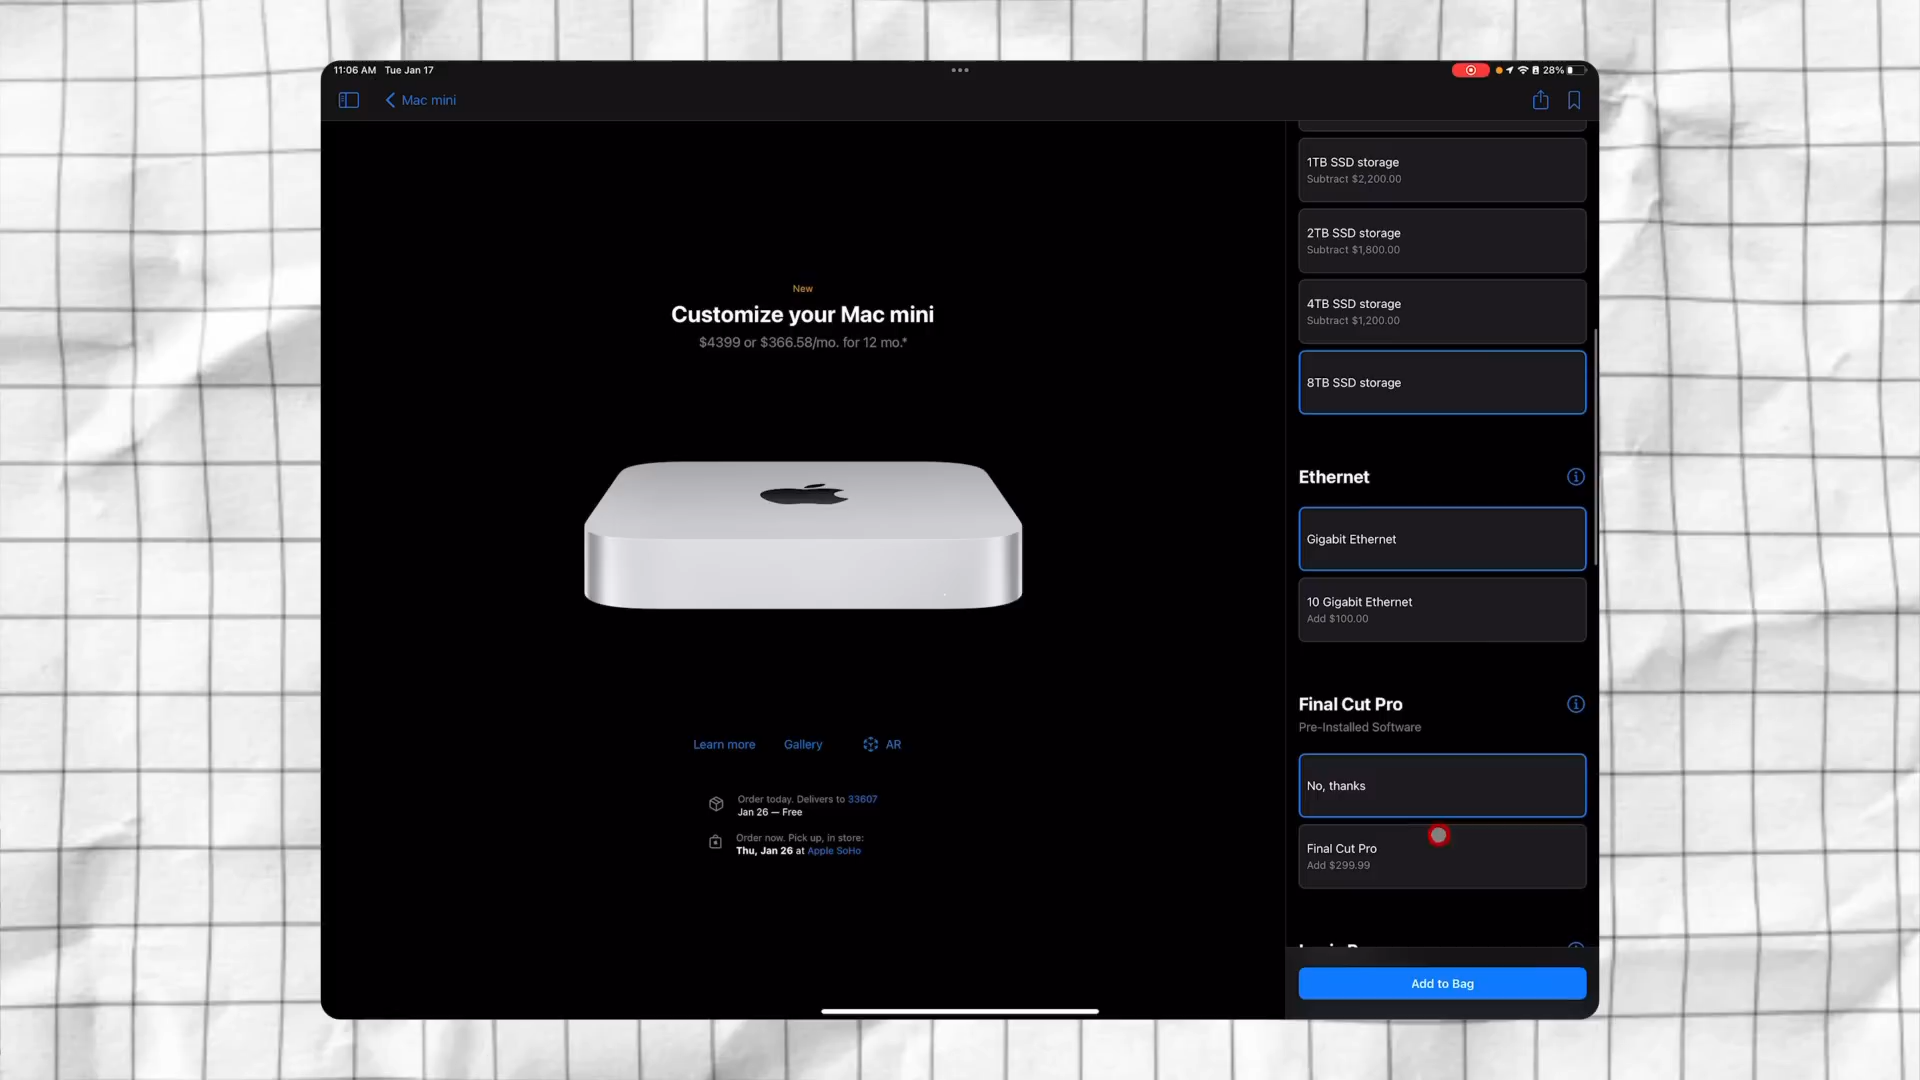 11:06 AM Tue Jan 17
28%
Mac mini
New
Customize your Mac mini
$4399 or $366.58/mo. for 12 mo.*
Learn more
Gallery
AR
Order today. Delivers to 33607
Jan 26 — Free
Order now. Pick up, in store:
Thu, Jan 26 at Apple SoHo
1TB SSD storage
Subtract $2,200.00
2TB SSD storage
Subtract $1,800.00
4TB SSD storage
Subtract $1,200.00
8TB SSD storage
Ethernet
Gigabit Ethernet
10 Gigabit Ethernet
Add $100.00
Final Cut Pro
Pre-Installed Software
No, thanks
Final Cut Pro
Add $299.99
Add to Bag